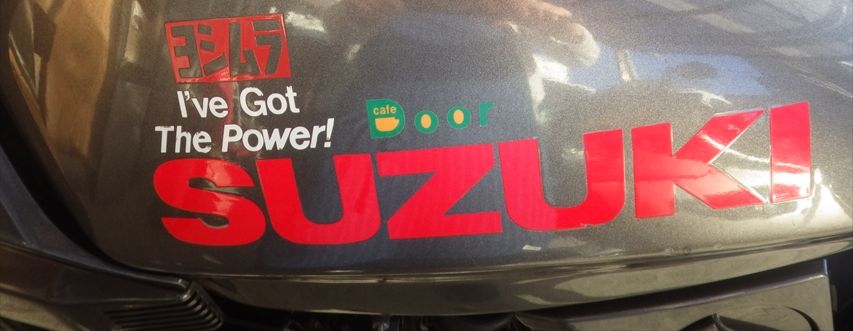 ヨシムラ
I've Got
The Power!
cafe
Door
SUZUKI